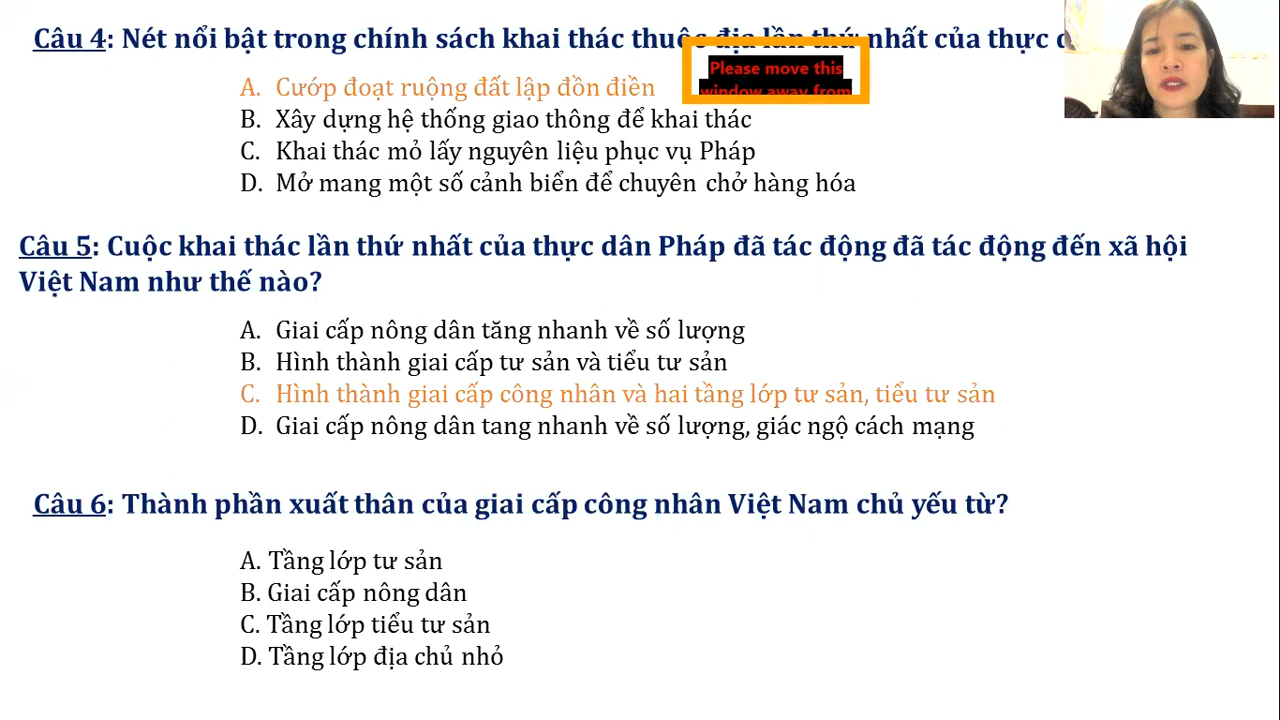 Câu 4: Nét nổi bật trong chính sách khai thác thuộc địa lần thứ nhất của thực
Please move this
window away from
A. Cướp đoạt ruộng đất lập đồn điền
B. Xây dựng hệ thống giao thông để khai thác
C. Khai thác mỏ lấy nguyên liệu phục vụ Pháp
D. Mở mang một số cảnh biển để chuyên chở hàng hóa
Câu 5: Cuộc khai thác lần thứ nhất của thực dân Pháp đã tác động đã tác động đến xã hội
Việt Nam như thế nào?
A. Giai cấp nông dân tăng nhanh về số lượng
B. Hình thành giai cấp tư sản và tiểu tư sản
C. Hình thành giai cấp công nhân và hai tầng lớp tư sản, tiểu tư sản
D. Giai cấp nông dân tang nhanh về số lượng, giác ngộ cách mạng
Câu 6: Thành phần xuất thân của giai cấp công nhân Việt Nam chủ yếu từ?
A. Tầng lớp tư sản
B. Giai cấp nông dân
C. Tầng lớp tiểu tư sản
D. Tầng lớp địa chủ nhỏ